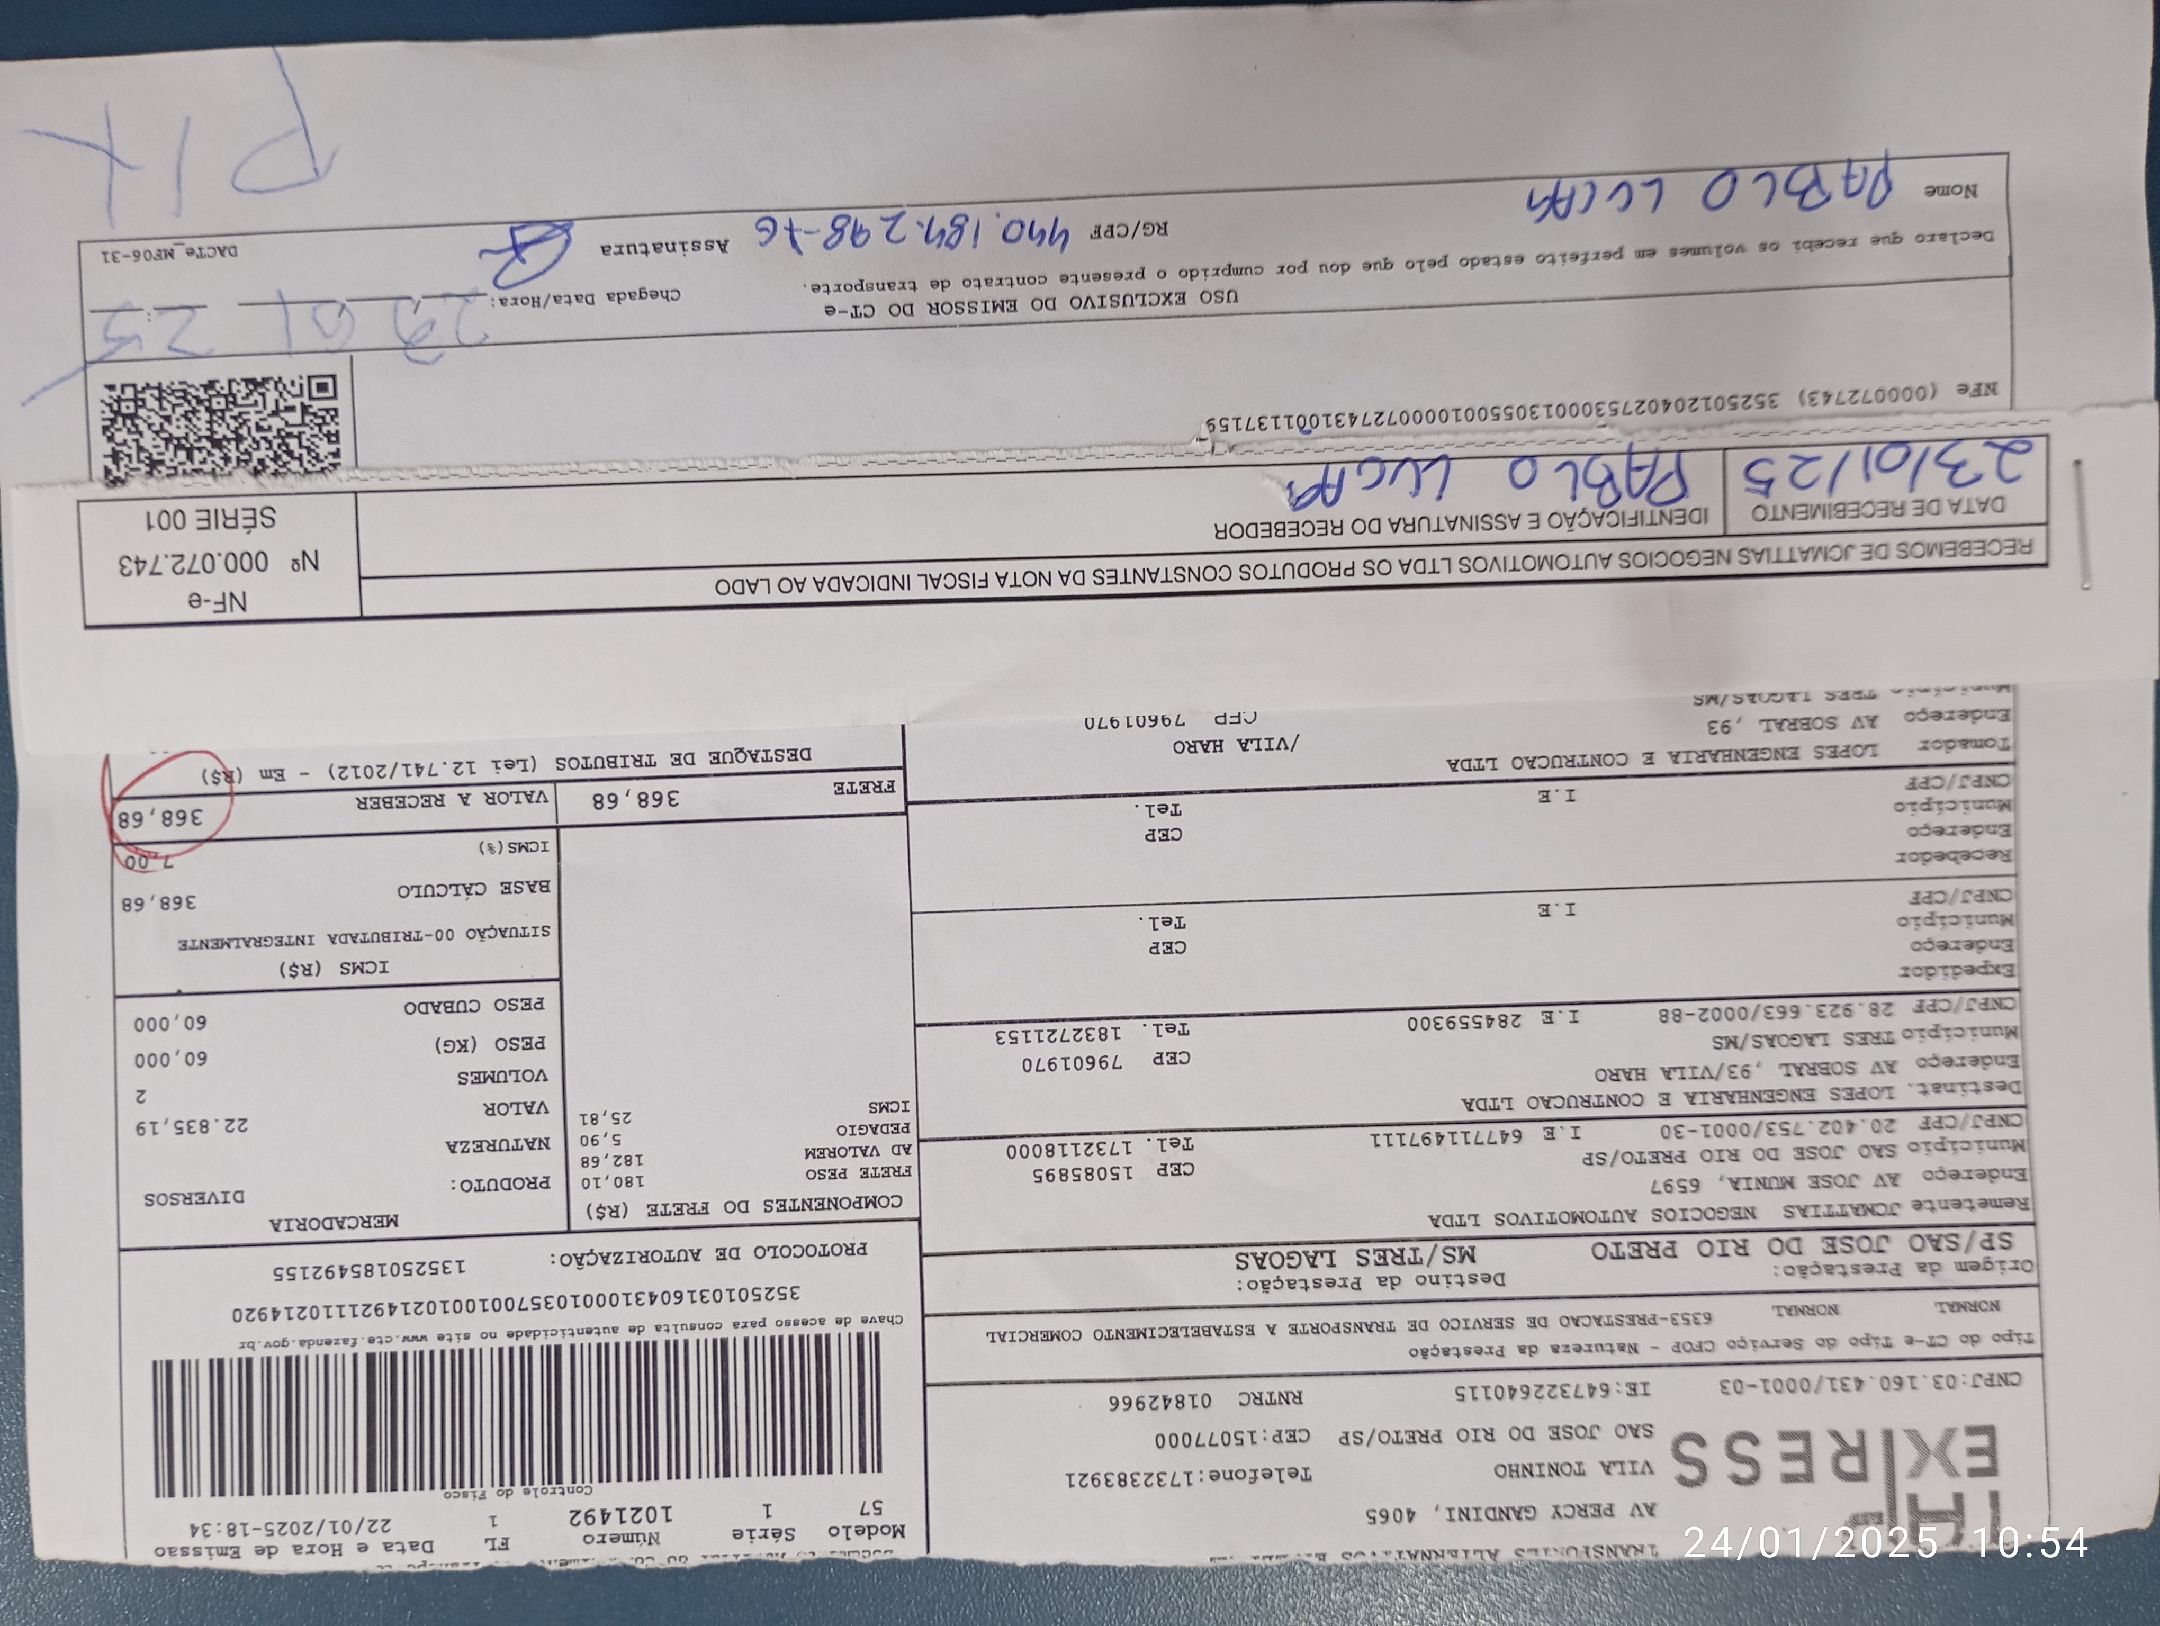 TRANSPORTES ALTERNATIVOS
EXPRESS
AV PERCY GANDINI, 4065
VILA TONINHO Telefone:1732383921
SAO JOSE DO RIO PRETO/SP CEP:15077000
CNPJ:03.160.431/0001-03 IE:647322640115 RNTRC 01842966
Modelo Série Número FL Data e Hora de Emissao
57 1 1021492 1 22/01/2025-18:34
Controle do Fisco
Chave de acesso para consulta de autenticidade no site www.cte.fazenda.gov.br
35250103160431000103570010010214921110214920
PROTOCOLO DE AUTORIZAÇÃO: 135250185492155
Tipo do CT-e Tipo do Serviço CFOP - Natureza da Prestação
NORMAL NORMAL 6353-PRESTACAO DE SERVICO DE TRANSPORTE A ESTABELECIMENTO COMERCIAL
Origem da Prestação: Destino da Prestação:
SP/SAO JOSE DO RIO PRETO MS/TRES LAGOAS
Remetente JCMATTIAS NEGOCIOS AUTOMOTIVOS LTDA
Endereço AV JOSE MUNIA, 6597 CEP 15085895
Município SAO JOSE DO RIO PRETO/SP Tel. 1732118000
CNPJ/CPF 20.402.753/0001-30 I.E 647711497111
Destinat. LOPES ENGENHARIA E CONTRUCAO LTDA
Endereço AV SOBRAL ,93/VILA HARO CEP 79601970
Município TRES LAGOAS/MS Tel. 1832721153
CNPJ/CPF 28.923.663/0002-88 I.E 284559300
Expedidor
Endereço CEP
Município Tel.
CNPJ/CPF I.E
Recebedor
Endereço CEP
Município Tel.
CNPJ/CPF I.E
Tomador LOPES ENGENHARIA E CONTRUCAO LTDA
Endereço AV SOBRAL ,93 /VILA HARO
Município TRES LAGOAS/MS CEP 79601970
COMPONENTES DO FRETE (R$)
FRETE PESO 180,10
AD VALOREM 182,68
PEDAGIO 5,90
ICMS 25,81
FRETE 368,68
MERCADORIA
PRODUTO: DIVERSOS
NATUREZA
VALOR 22.835,19
VOLUMES 2
PESO (KG) 60,000
PESO CUBADO 60,000
ICMS (R$)
SITUAÇÃO 00-TRIBUTADA INTEGRALMENTE
BASE CÁLCULO 368,68
ICMS(%) 7,00
VALOR A RECEBER 368,68
DESTAQUE DE TRIBUTOS (Lei 12.741/2012) - Em (R$)
RECEBEMOS DE JCMATTIAS NEGOCIOS AUTOMOTIVOS LTDA OS PRODUTOS CONSTANTES DA NOTA FISCAL INDICADA AO LADO
DATA DE RECEBIMENTO IDENTIFICAÇÃO E ASSINATURA DO RECEBEDOR
23/01/25 PABLO LUCAS
NF-e
Nº 000.072.743
SÉRIE 001
NFe (000072743) 35250120402753000130550010000727431001137159
USO EXCLUSIVO DO EMISSOR DO CT-e
Chegada Data/Hora: 23 01 25
Declaro que recebi os volumes em perfeito estado pelo que dou por cumprido o presente contrato de transporte.
Nome PABLO LUCAS RG/CPF Assinatura
DACTe_MF06-31
PIX
24/01/2025 10:54